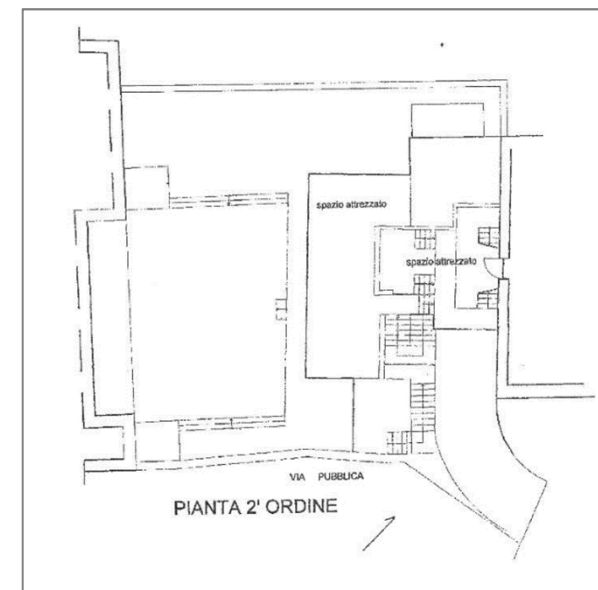 spazio attrezzato
spazio attrezzato
VIA PUBBLICA
PIANTA 2' ORDINE